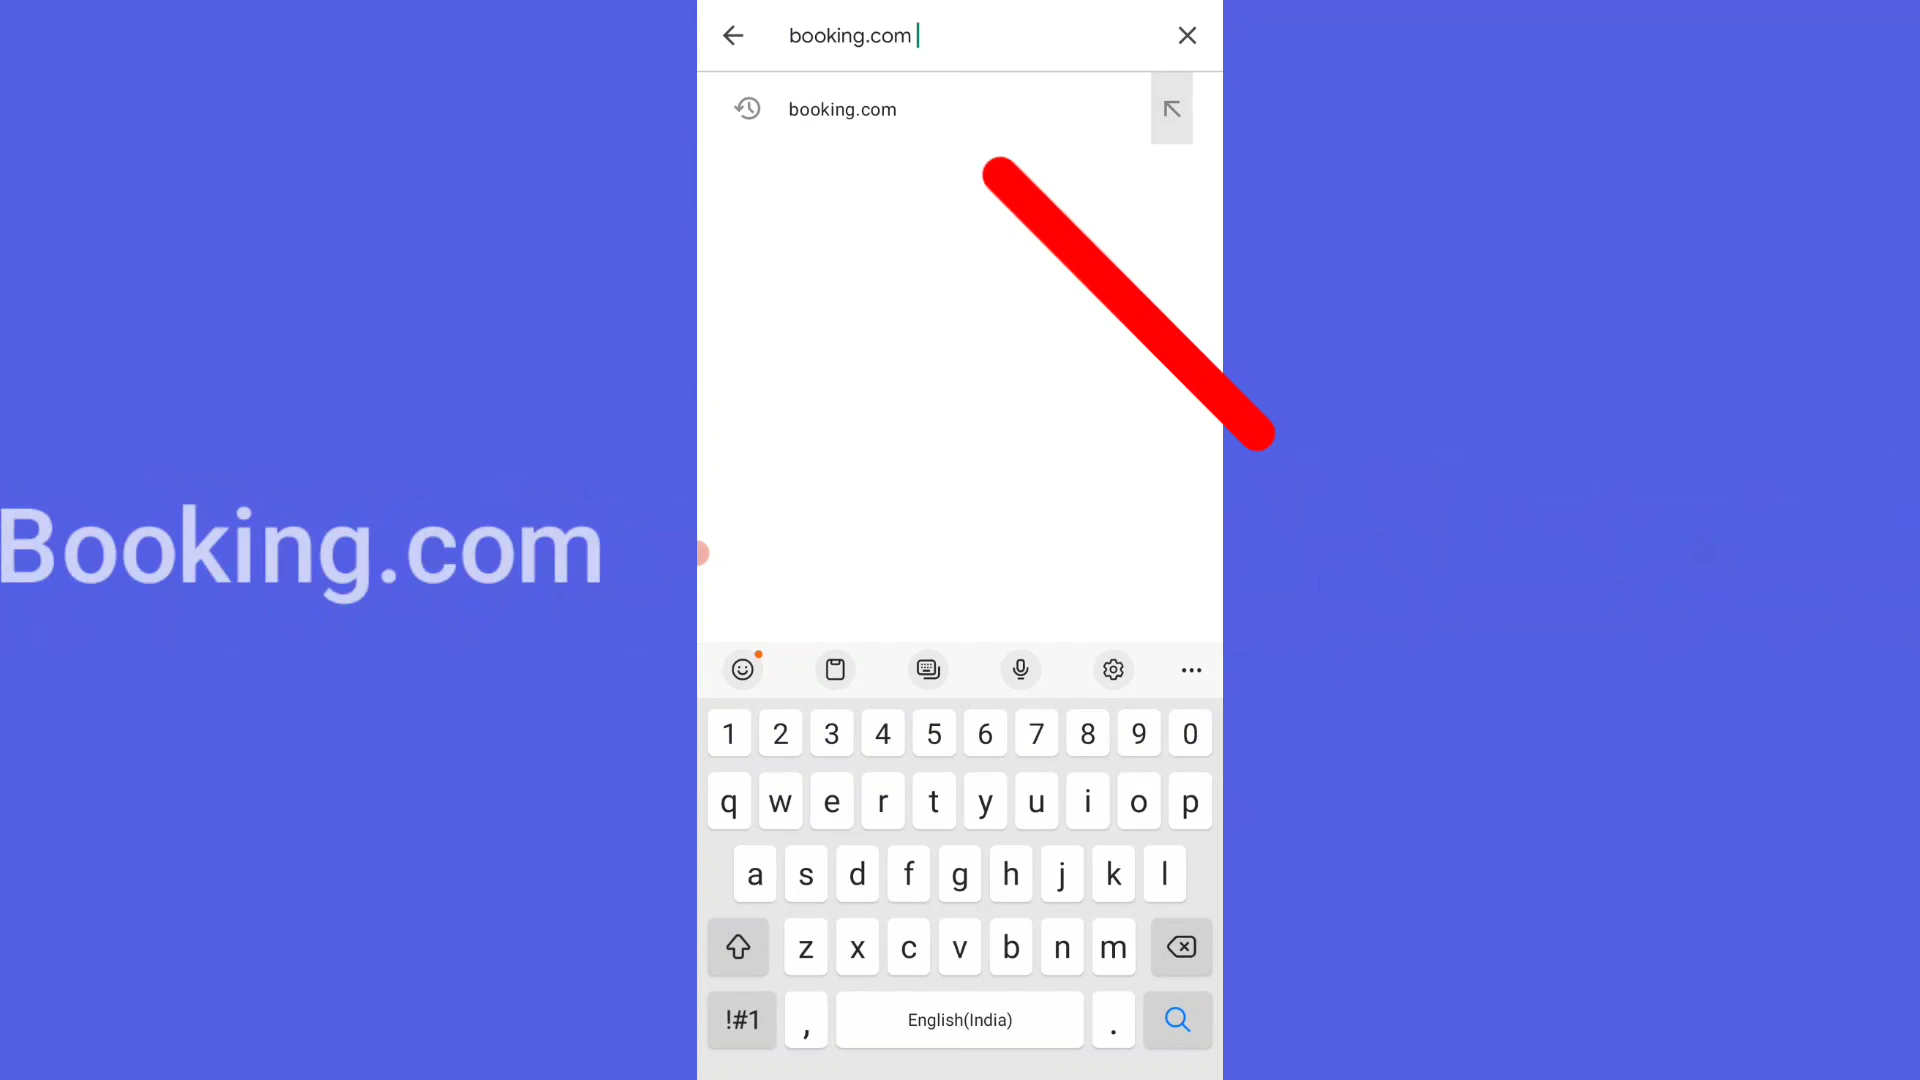 booking.com
booking.com
Booking.com
1 2 3 4 5 6 7 8 9 0
q w e r t y u i o p
a s d f g h j k l
z x c v b n m
!#1 , English(India) .